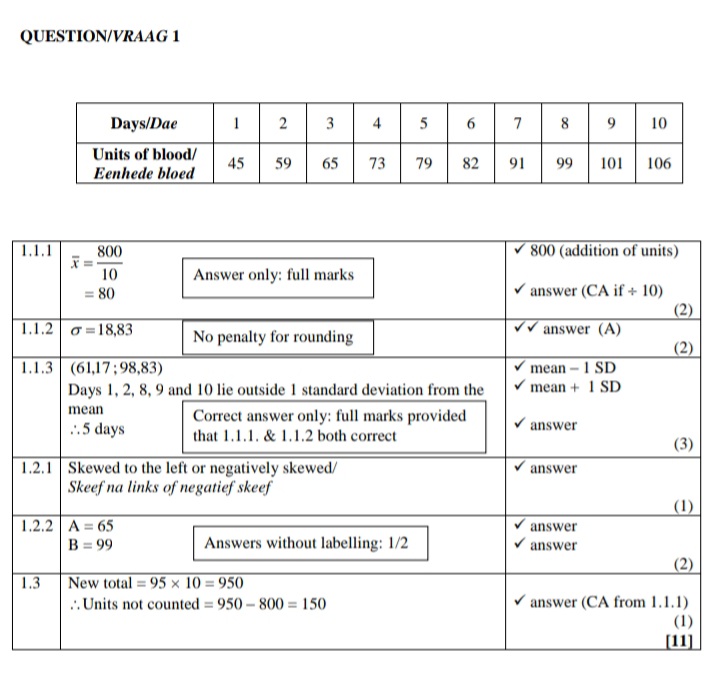 QUESTION/VRAAG 1
Days/Dae 1 2 3 4 5 6 7 8 9 10
Units of blood/ Eenhede bloed 45 59 65 73 79 82 91 99 101 106
1.1.1 x̄ = 800/10 ✓ 800 (addition of units)
= 80 Answer only: full marks ✓ answer (CA if ÷ 10)
(2)
1.1.2 σ = 18,83 No penalty for rounding ✓✓ answer (A)
(2)
1.1.3 (61,17 ; 98,83) ✓ mean – 1 SD
Days 1, 2, 8, 9 and 10 lie outside 1 standard deviation from the ✓ mean + 1 SD
mean
∴ 5 days ✓ answer
Correct answer only: full marks provided
that 1.1.1. & 1.1.2 both correct
(3)
1.2.1 Skewed to the left or negatively skewed/ ✓ answer
Skeef na links of negatief skeef
(1)
1.2.2 A = 65 ✓ answer
B = 99 Answers without labelling: 1/2 ✓ answer
(2)
1.3 New total = 95 × 10 = 950
∴ Units not counted = 950 – 800 = 150 ✓ answer (CA from 1.1.1)
(1)
[11]